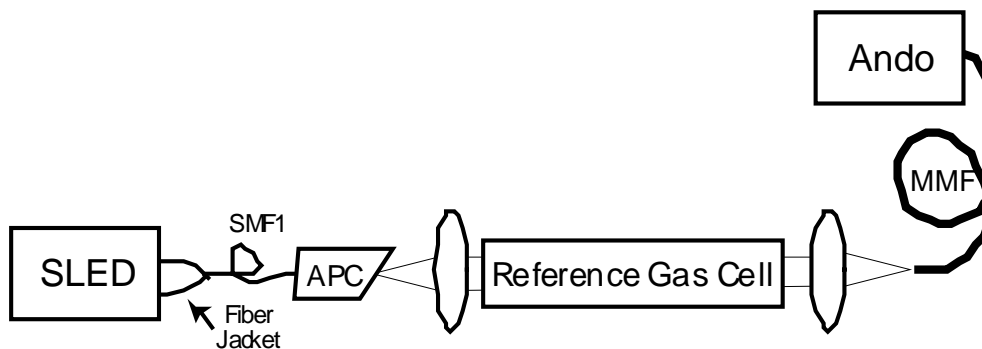 Ando
MMF
SMF1
SLED
APC
Reference Gas Cell
Fiber
Jacket